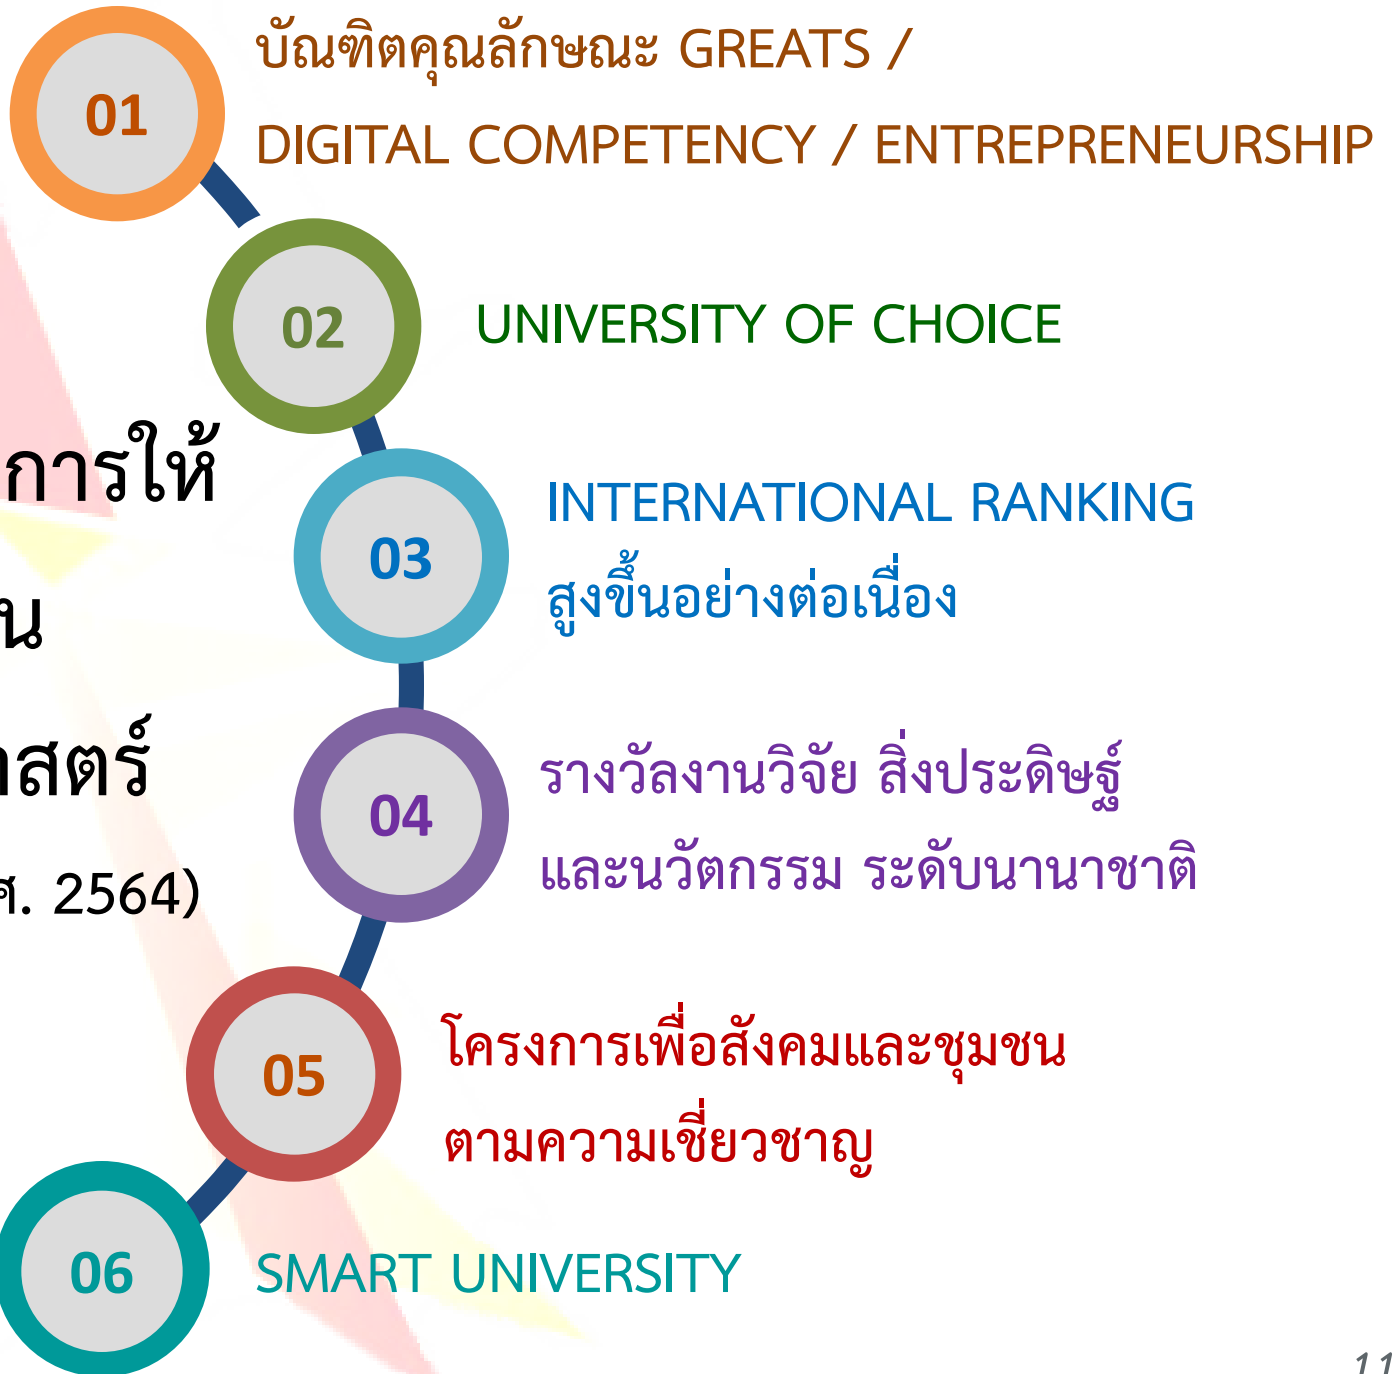 01
บัณฑิตคุณลักษณะ GREATS /
DIGITAL COMPETENCY / ENTREPRENEURSHIP
02
UNIVERSITY OF CHOICE
การให้
03
INTERNATIONAL RANKING
สูงขึ้นอย่างต่อเนื่อง
น
าสตร์
04
รางวัลงานวิจัย สิ่งประดิษฐ์
และนวัตกรรม ระดับนานาชาติ
ศ. 2564)
05
โครงการเพื่อสังคมและชุมชน
ตามความเชี่ยวชาญ
06
SMART UNIVERSITY
11